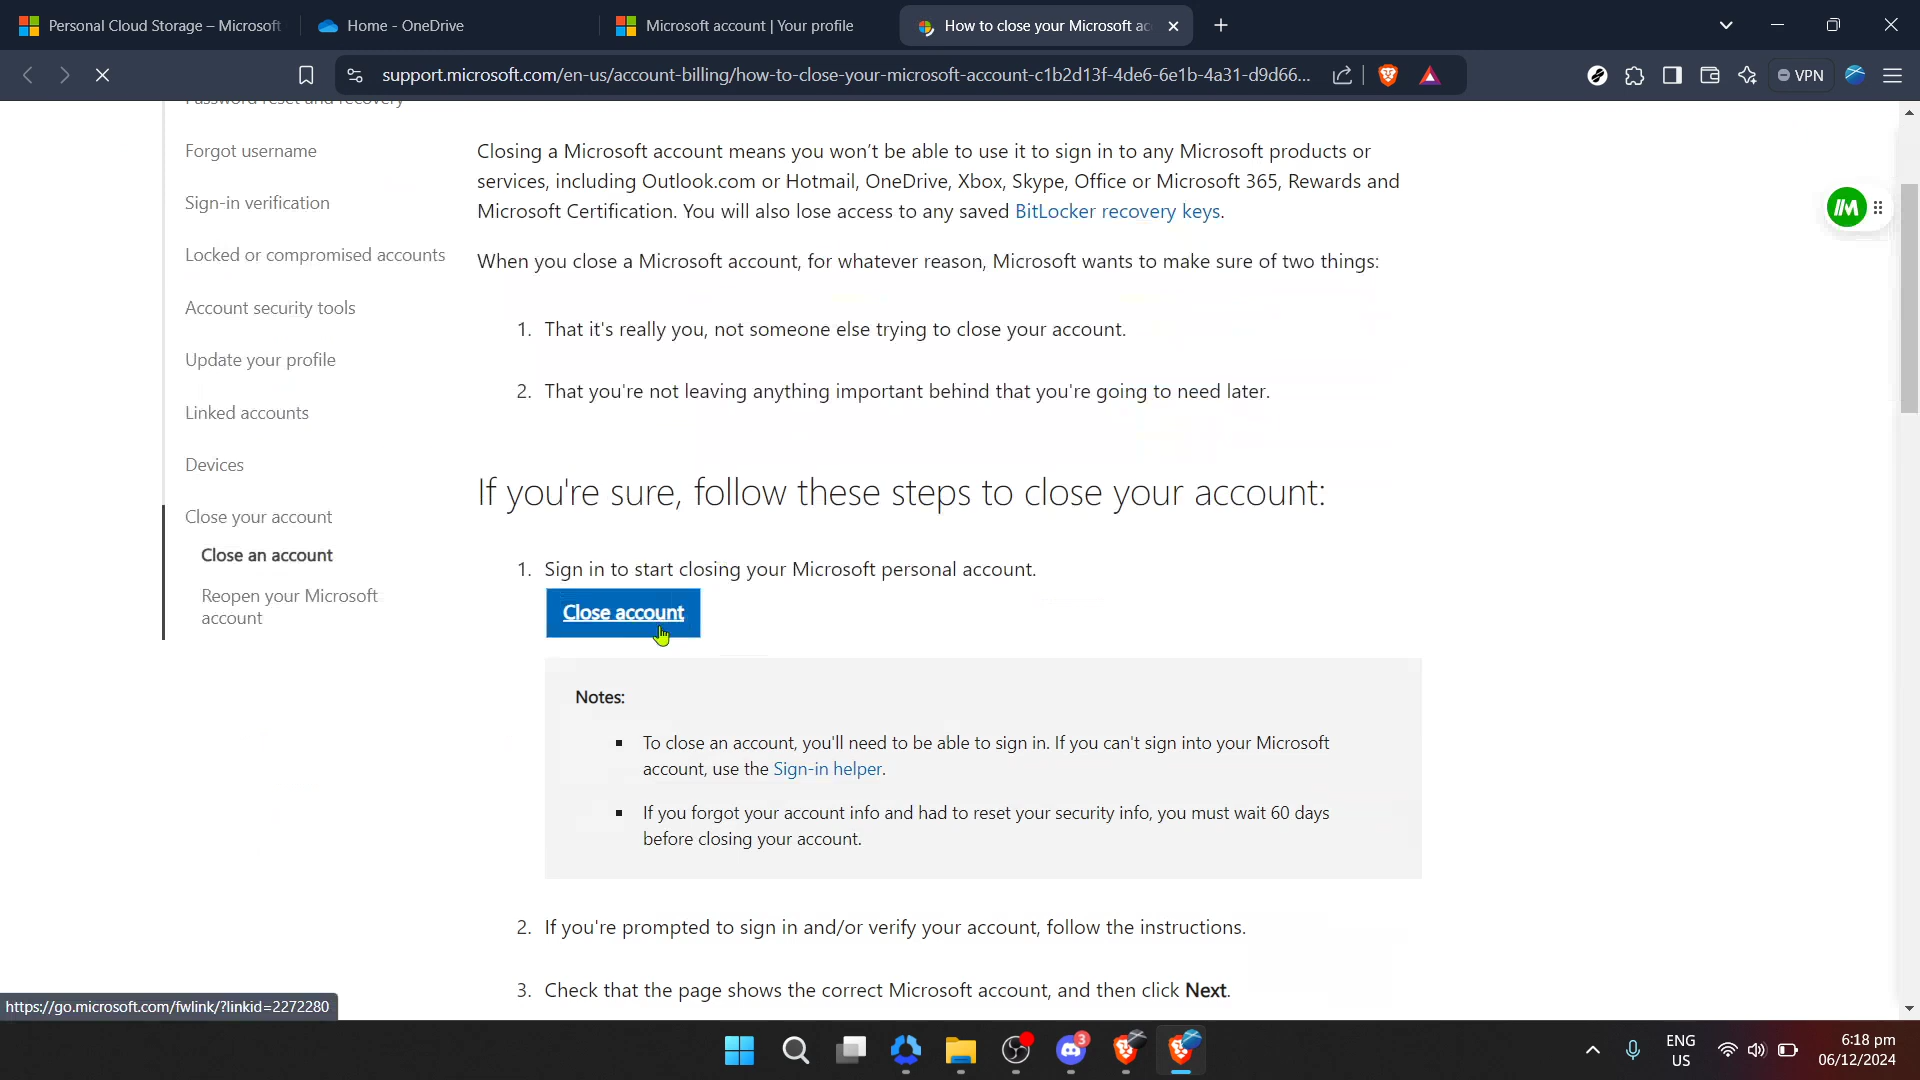 Personal Cloud Storage – Microsoft
Home - OneDrive
Microsoft account | Your profile
How to close your Microsoft ac
support.microsoft.com/en-us/account-billing/how-to-close-your-microsoft-account-c1b2d13f-4de6-6e1b-4a31-d9d66...
VPN
Password reset and recovery
Forgot username
Sign-in verification
Locked or compromised accounts
Account security tools
Update your profile
Linked accounts
Devices
Close your account
Close an account
Reopen your Microsoft
account
Closing a Microsoft account means you won't be able to use it to sign in to any Microsoft products or
services, including Outlook.com or Hotmail, OneDrive, Xbox, Skype, Office or Microsoft 365, Rewards and
Microsoft Certification. You will also lose access to any saved BitLocker recovery keys.
When you close a Microsoft account, for whatever reason, Microsoft wants to make sure of two things:
1. That it's really you, not someone else trying to close your account.
2. That you're not leaving anything important behind that you're going to need later.
If you're sure, follow these steps to close your account:
1. Sign in to start closing your Microsoft personal account.
Close account
Notes:
▪ To close an account, you'll need to be able to sign in. If you can't sign into your Microsoft
account, use the Sign-in helper.
▪ If you forgot your account info and had to reset your security info, you must wait 60 days
before closing your account.
2. If you're prompted to sign in and/or verify your account, follow the instructions.
3. Check that the page shows the correct Microsoft account, and then click Next.
https://go.microsoft.com/fwlink/?linkid=2272280
3
ENG
US
6:18 pm
06/12/2024